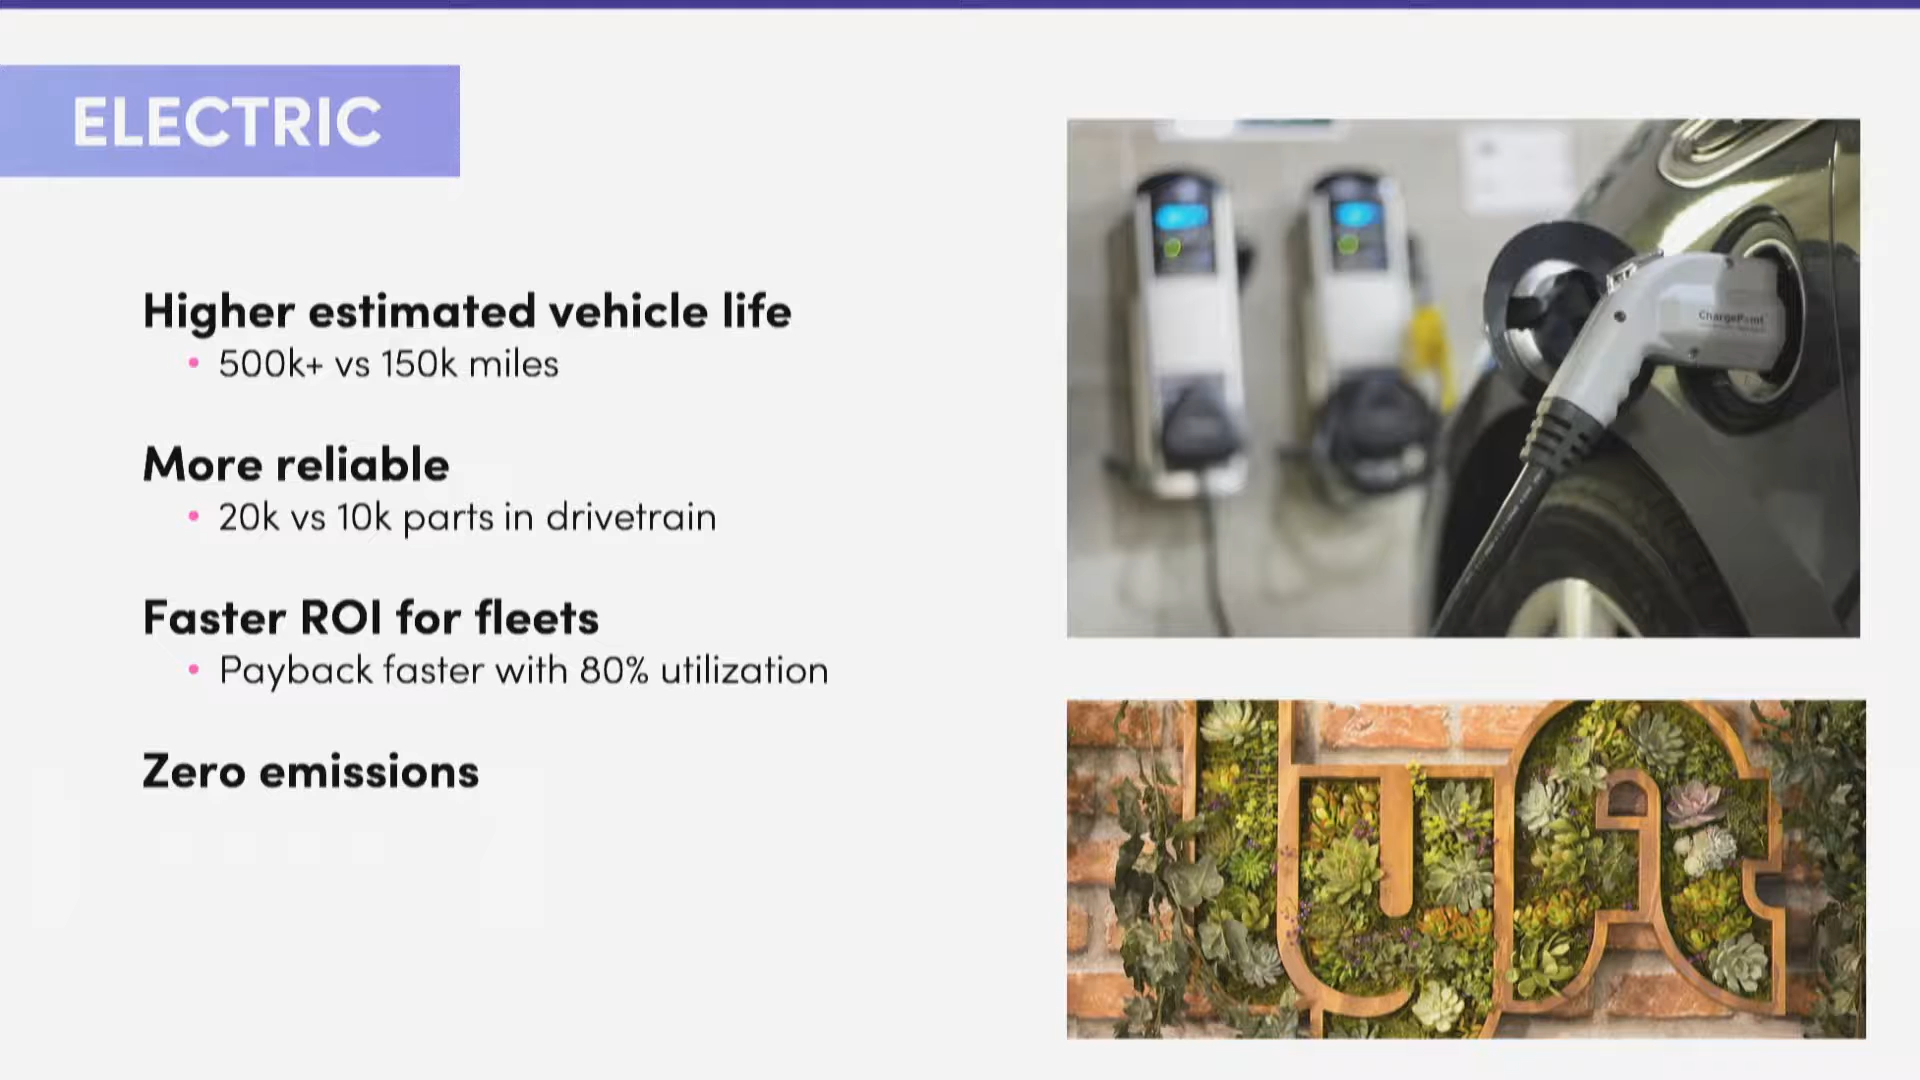 ELECTRIC
Higher estimated vehicle life
• 500k+ vs 150k miles
More reliable
• 20k vs 10k parts in drivetrain
Faster ROI for fleets
• Payback faster with 80% utilization
Zero emissions
ChargePoint
lyft